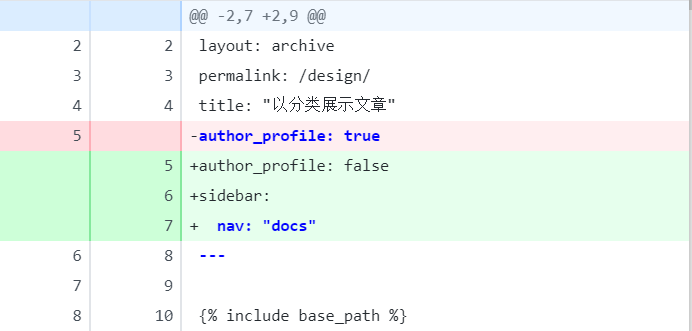 @@ -2,7 +2,9 @@
2 2 layout: archive
3 3 permalink: /design/
4 4 title: "以分类展示文章"
5 -author_profile: true
5 +author_profile: false
6 +sidebar:
7 +  nav: "docs"
6 8 ---
7 9
8 10 {% include base_path %}